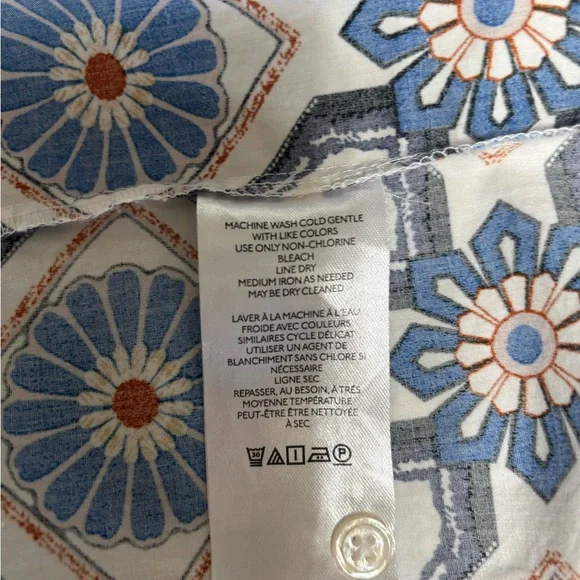 MACHINE WASH COLD GENTLE
WITH LIKE COLORS
USE ONLY NON-CHLORINE
BLEACH
LINE DRY
MEDIUM IRON AS NEEDED
MAY BE DRY CLEANED
LAVER À LA MACHINE À L'EAU
FROIDE AVEC COULEURS
SIMILAIRES CYCLE DÉLICAT
UTILISER UN AGENT DE
BLANCHIMENT SANS CHLORE SI
NÉCESSAIRE
LIGNE SEC
REPASSER, AU BESOIN, À TRÈS
MOYENNE TEMPÉRATURE
PEUT-ÊTRE ÊTRE NETTOYÉE
À SEC
30 P